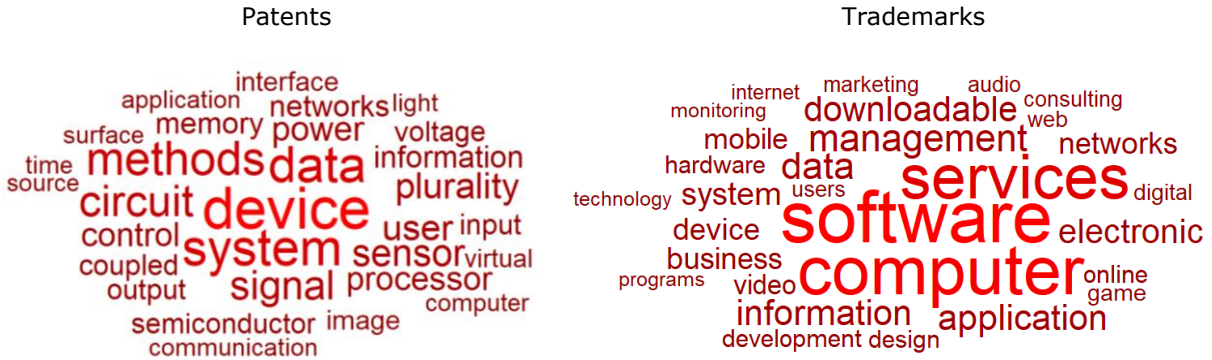 Patents
interface
application
networks
light
surface
memory
power
voltage
time
methods
data
information
source
circuit
device
plurality
control
system
user
input
coupled
sensor
virtual
output
signal
processor
computer
semiconductor
image
communication
Trademarks
internet
marketing
audio
monitoring
downloadable
consulting
web
mobile
management
networks
hardware
data
services
technology
system
users
digital
device
software
electronic
business
computer
online
programs
video
game
information
application
development
design